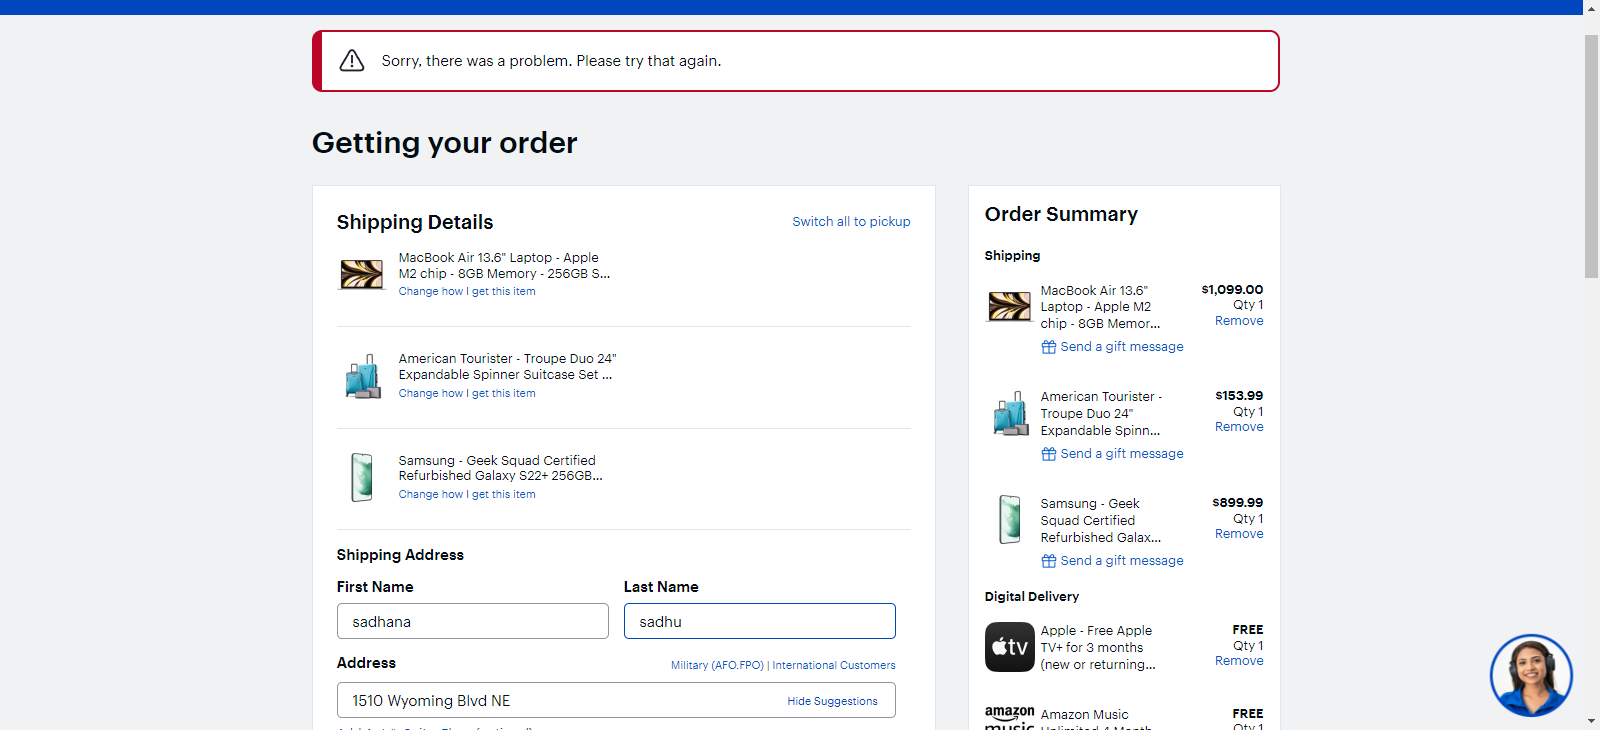 Sorry, there was a problem. Please try that again.
Getting your order
Shipping Details
Switch all to pickup
MacBook Air 13.6" Laptop - Apple
M2 chip - 8GB Memory - 256GB S...
Change how I get this item
American Tourister - Troupe Duo 24"
Expandable Spinner Suitcase Set ...
Change how I get this item
Samsung - Geek Squad Certified
Refurbished Galaxy S22+ 256GB...
Change how I get this item
Shipping Address
First Name
Last Name
sadhana
sadhu
Address
Military (AFO.FPO) | International Customers
1510 Wyoming Blvd NE
Hide Suggestions
Order Summary
Shipping
MacBook Air 13.6"
Laptop - Apple M2
chip - 8GB Memor...
$1,099.00
Qty 1
Remove
Send a gift message
American Tourister -
Troupe Duo 24"
Expandable Spinn...
$153.99
Qty 1
Remove
Send a gift message
Samsung - Geek
Squad Certified
Refurbished Galax...
$899.99
Qty 1
Remove
Send a gift message
Digital Delivery
tv
Apple - Free Apple
TV+ for 3 months
(new or returning...
FREE
Qty 1
Remove
amazon
music
Amazon Music
Unlimited 4 Month
FREE
Qty 1